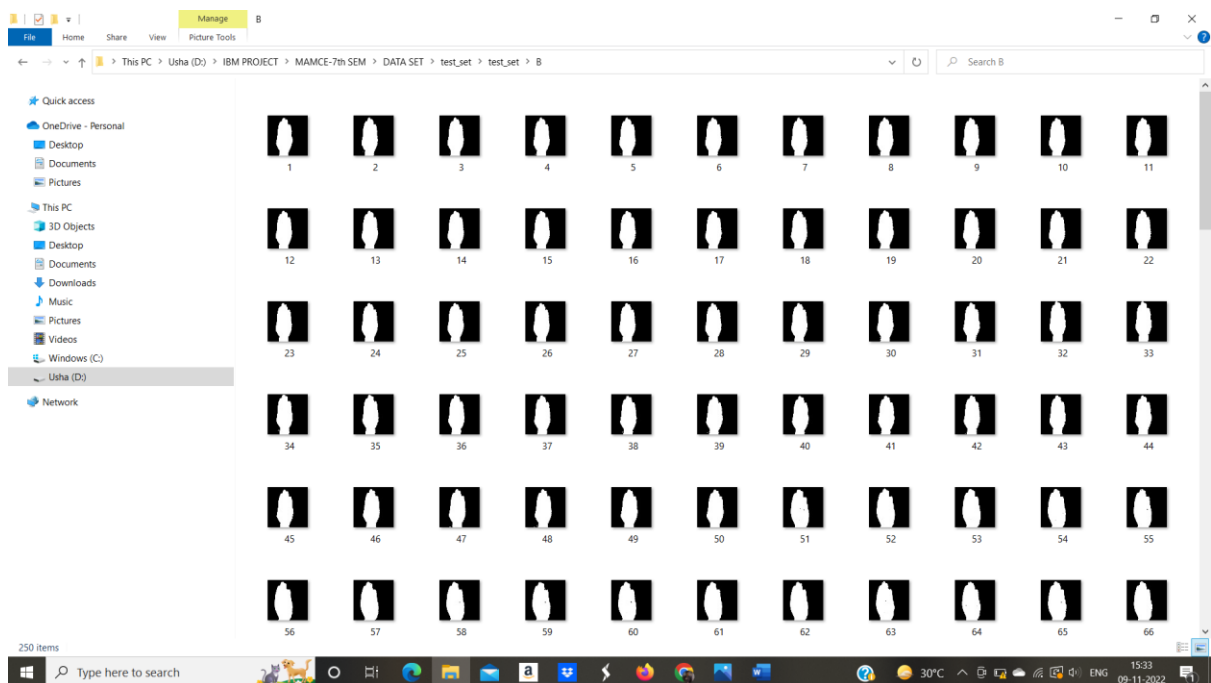 Manage B
File Home Share View Picture Tools
This PC > Usha (D:) > IBM PROJECT > MAMCE-7th SEM > DATA SET > test_set > test_set > B
Search B
Quick access
OneDrive - Personal
Desktop
Documents
Pictures
This PC
3D Objects
Desktop
Documents
Downloads
Music
Pictures
Videos
Windows (C:)
Usha (D:)
Network
1 2 3 4 5 6 7 8 9 10 11
12 13 14 15 16 17 18 19 20 21 22
23 24 25 26 27 28 29 30 31 32 33
34 35 36 37 38 39 40 41 42 43 44
45 46 47 48 49 50 51 52 53 54 55
56 57 58 59 60 61 62 63 64 65 66
250 items
Type here to search
a
W
30°C
ENG
15:33
09-11-2022
1